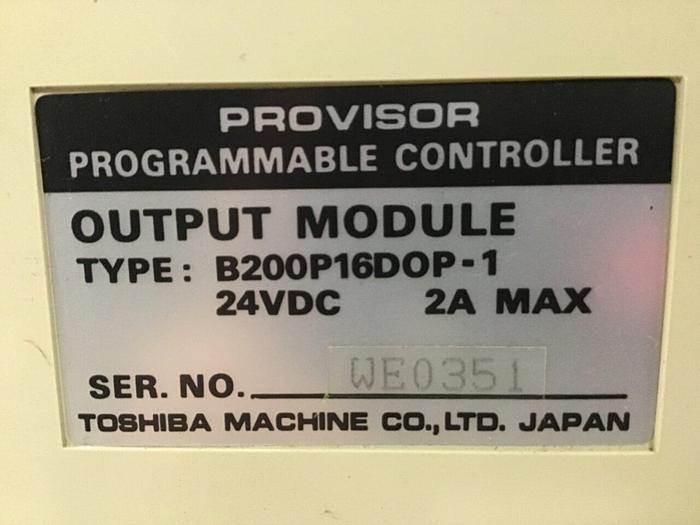 PROVISOR
PROGRAMMABLE CONTROLLER
OUTPUT MODULE
TYPE: B200P16DOP-1
24VDC 2A MAX
SER. NO. WE0351
TOSHIBA MACHINE CO.,LTD. JAPAN